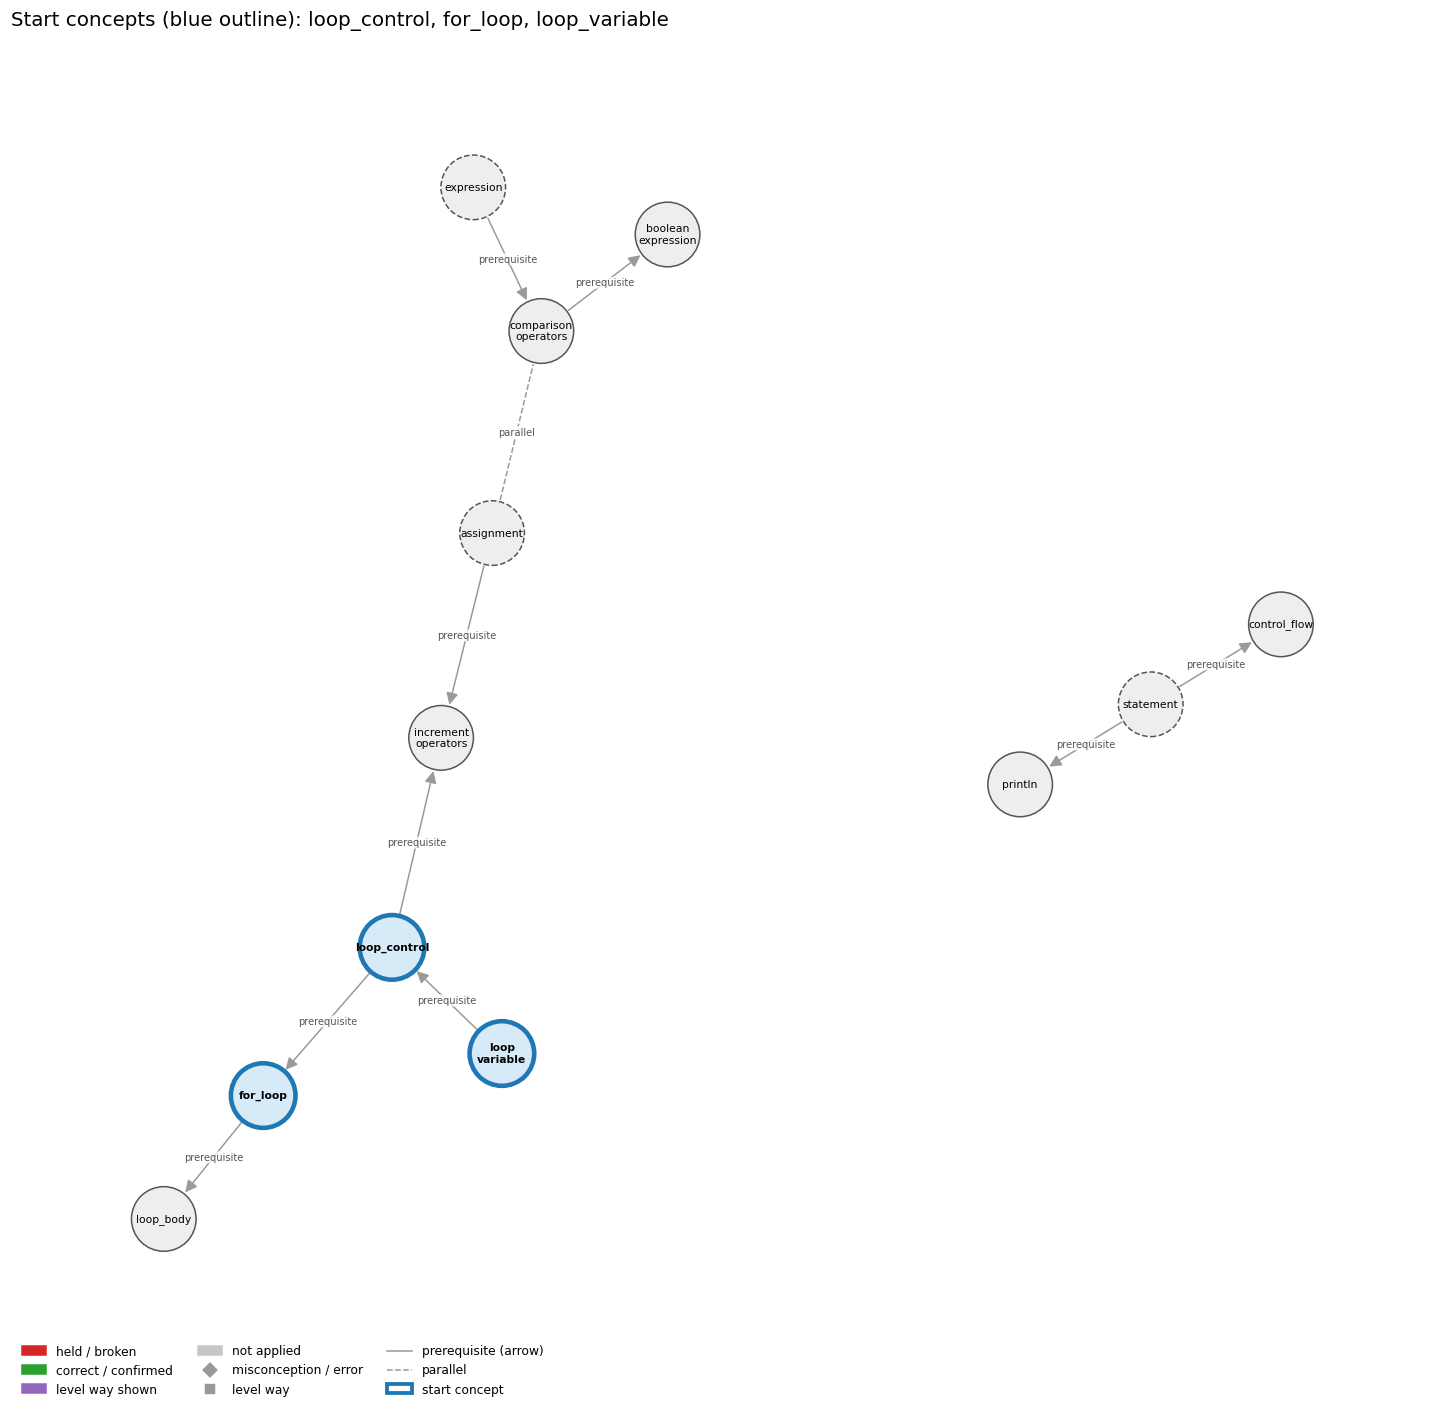 Start concepts (blue outline): loop_control, for_loop, loop_variable
expression
boolean
expression
prerequisite
prerequisite
comparison
operators
parallel
assignment
control_flow
prerequisite
prerequisite
statement
prerequisite
increment
operators
println
prerequisite
loop_control
prerequisite
prerequisite
loop
variable
for_loop
prerequisite
loop_body
held / broken
correct / confirmed
level way shown
not applied
misconception / error
level way
prerequisite (arrow)
parallel
start concept